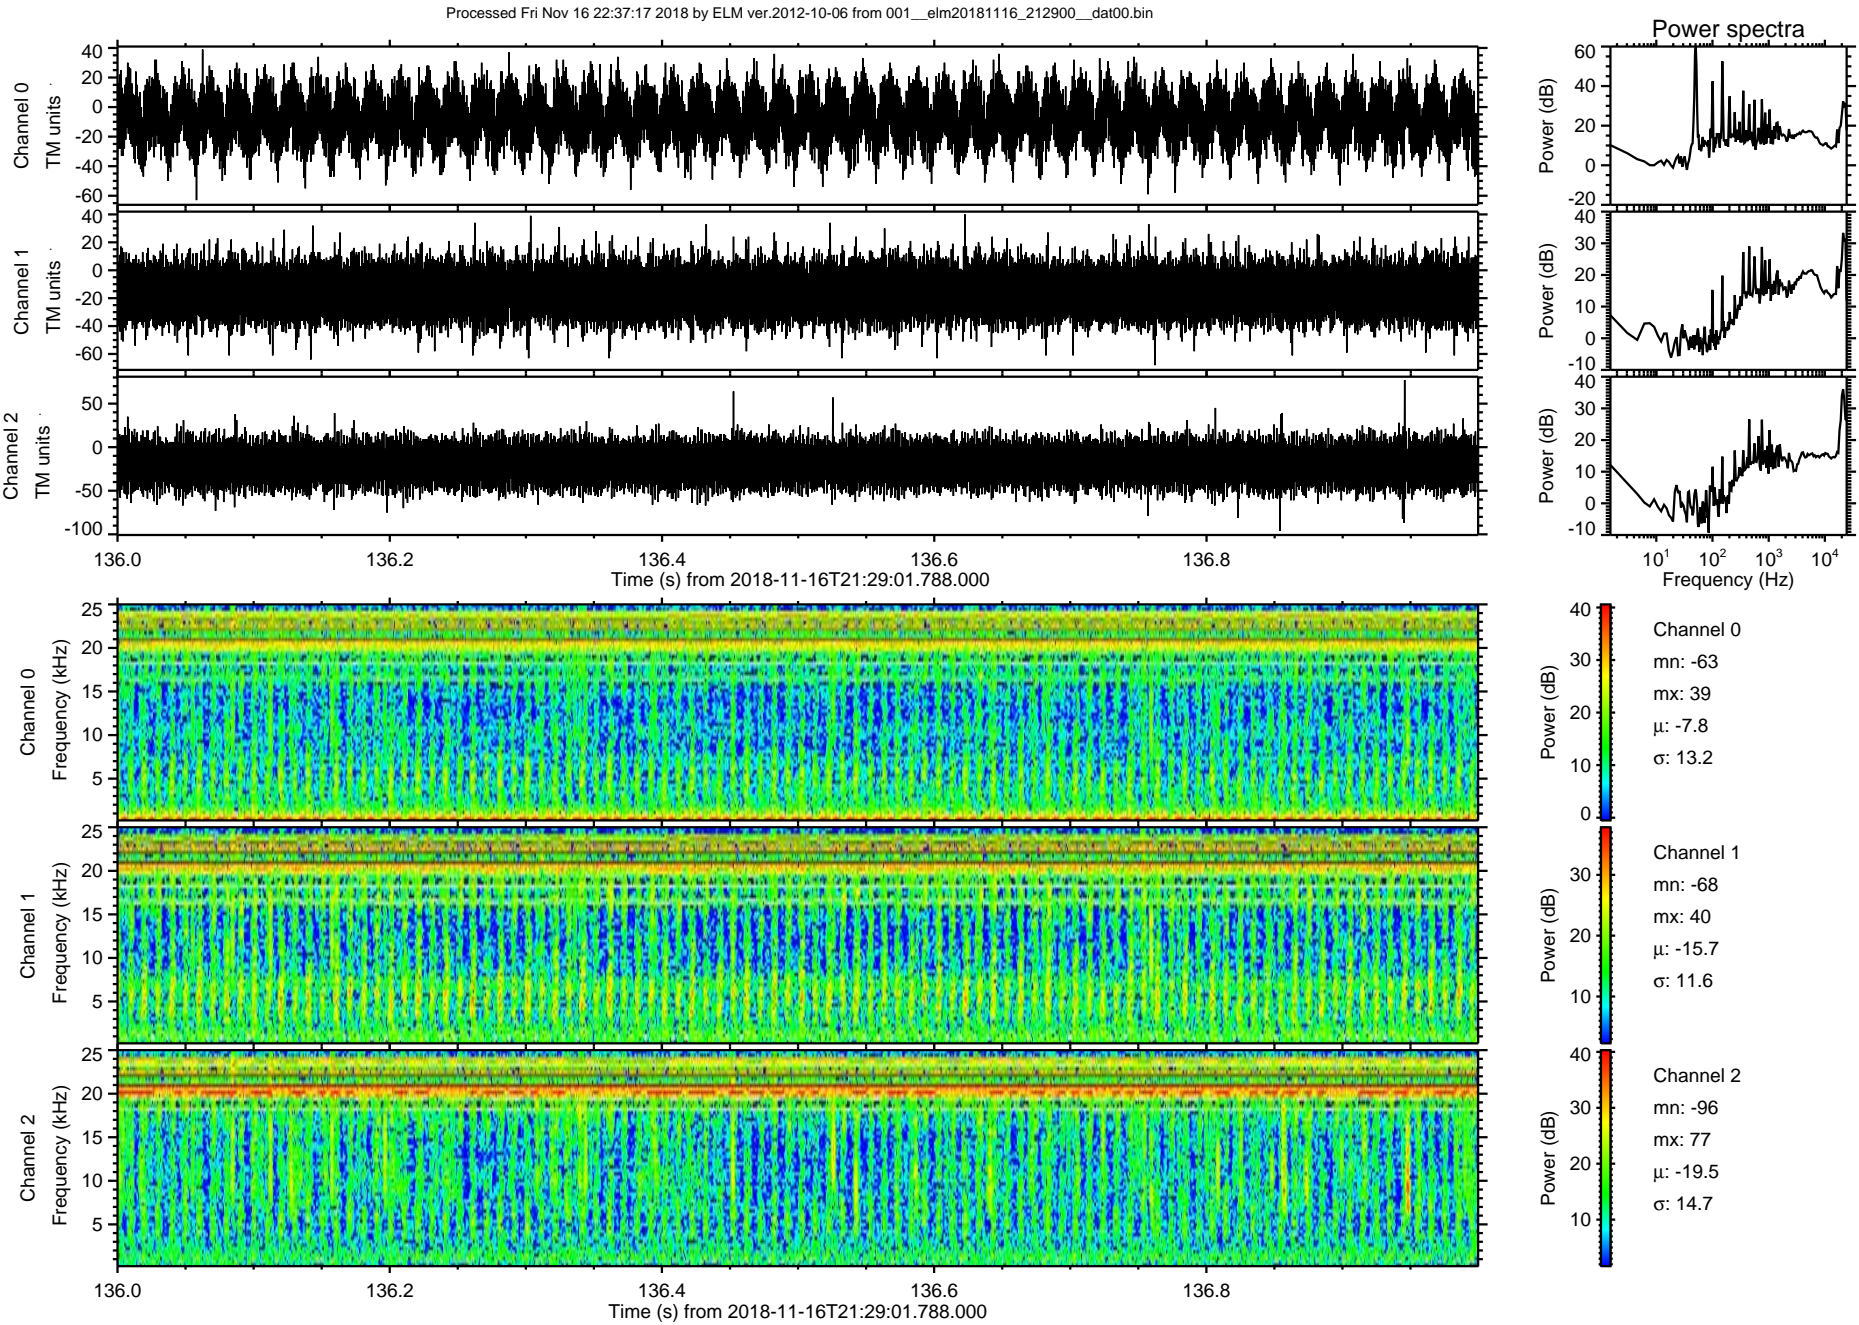 Processed Fri Nov 16 22:37:17 2018 by ELM ver.2012-10-06 from 001__elm20181116_212900__dat00.bin
Power spectra
Channel 0
TM units
40
20
0
-20
-40
-60
Power (dB)
60
40
20
0
-20
Channel 1
TM units
40
20
0
-20
-40
-60
Power (dB)
40
30
20
10
0
-10
Channel 2
TM units
50
0
-50
-100
Power (dB)
40
30
20
10
0
-10
136.0 136.2 136.4 136.6 136.8
Time (s) from 2018-11-16T21:29:01.788.000
10¹ 10² 10³ 10⁴
Frequency (Hz)
Channel 0
Frequency (kHz)
25
20
15
10
5
Power (dB)
40
30
20
10
0
Channel 0
mn: -63
mx: 39
µ: -7.8
σ: 13.2
Channel 1
Frequency (kHz)
25
20
15
10
5
Power (dB)
30
20
10
Channel 1
mn: -68
mx: 40
µ: -15.7
σ: 11.6
Channel 2
Frequency (kHz)
25
20
15
10
5
Power (dB)
40
30
20
10
Channel 2
mn: -96
mx: 77
µ: -19.5
σ: 14.7
136.0 136.2 136.4 136.6 136.8
Time (s) from 2018-11-16T21:29:01.788.000